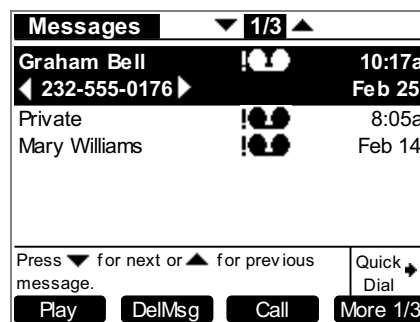 Messages 1/3
Graham Bell ! 10:17a
232-555-0176 Feb 25
Private ! 8:05a
Mary Williams ! Feb 14
Press for next or for previous
message.
Quick
Dial
Play DelMsg Call More 1/3